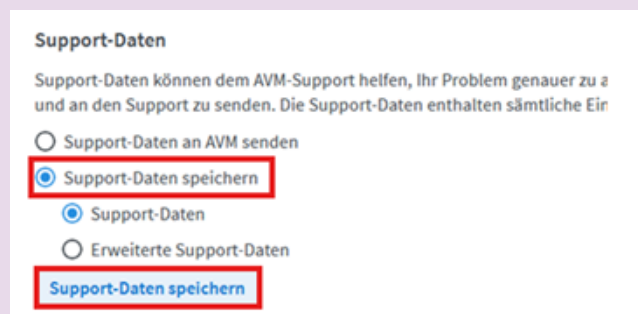 Support-Daten
Support-Daten können dem AVM-Support helfen, Ihr Problem genauer zu
und an den Support zu senden. Die Support-Daten enthalten sämtliche
Support-Daten an AVM senden
Support-Daten speichern
Support-Daten
Erweiterte Support-Daten
Support-Daten speichern